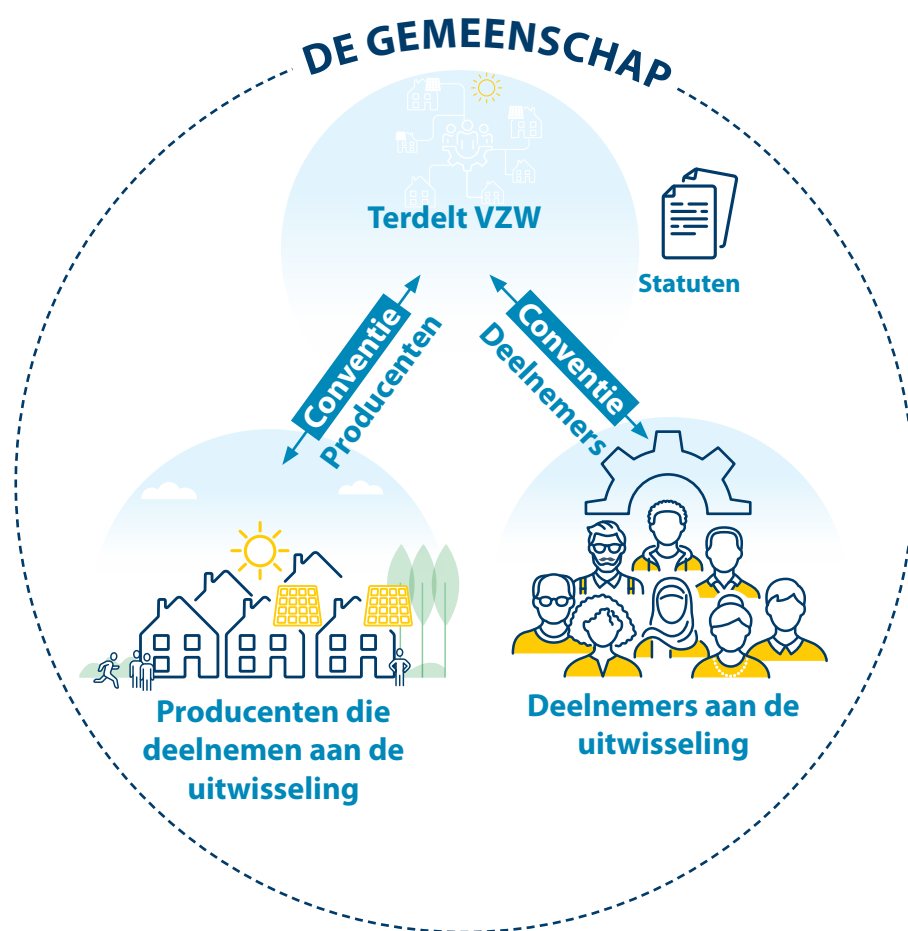 DE GEMEENSCHAP
Terdelt VZW
Statuten
Conventie
Producenten
Conventie
Deelnemers
Producenten die
deelnemen aan de
uitwisseling
Deelnemers aan de
uitwisseling